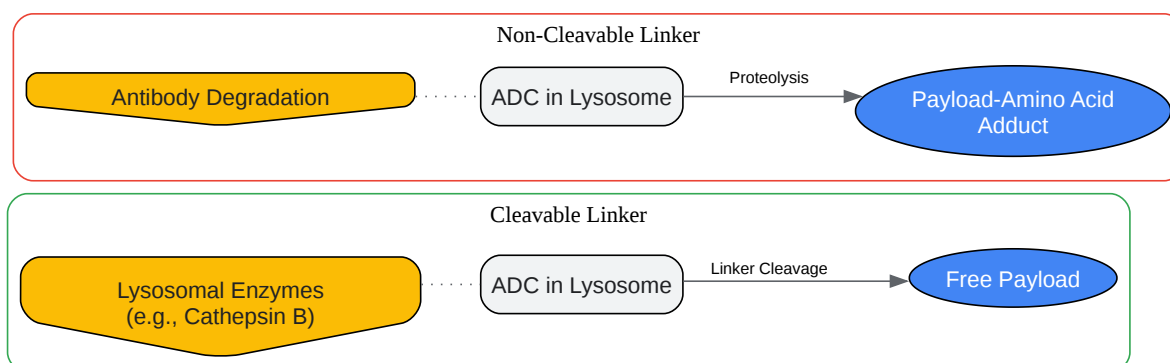 Non-Cleavable Linker
Antibody Degradation
ADC in Lysosome
Proteolysis
Payload-Amino Acid
Adduct
Cleavable Linker
Lysosomal Enzymes
(e.g., Cathepsin B)
ADC in Lysosome
Linker Cleavage
Free Payload